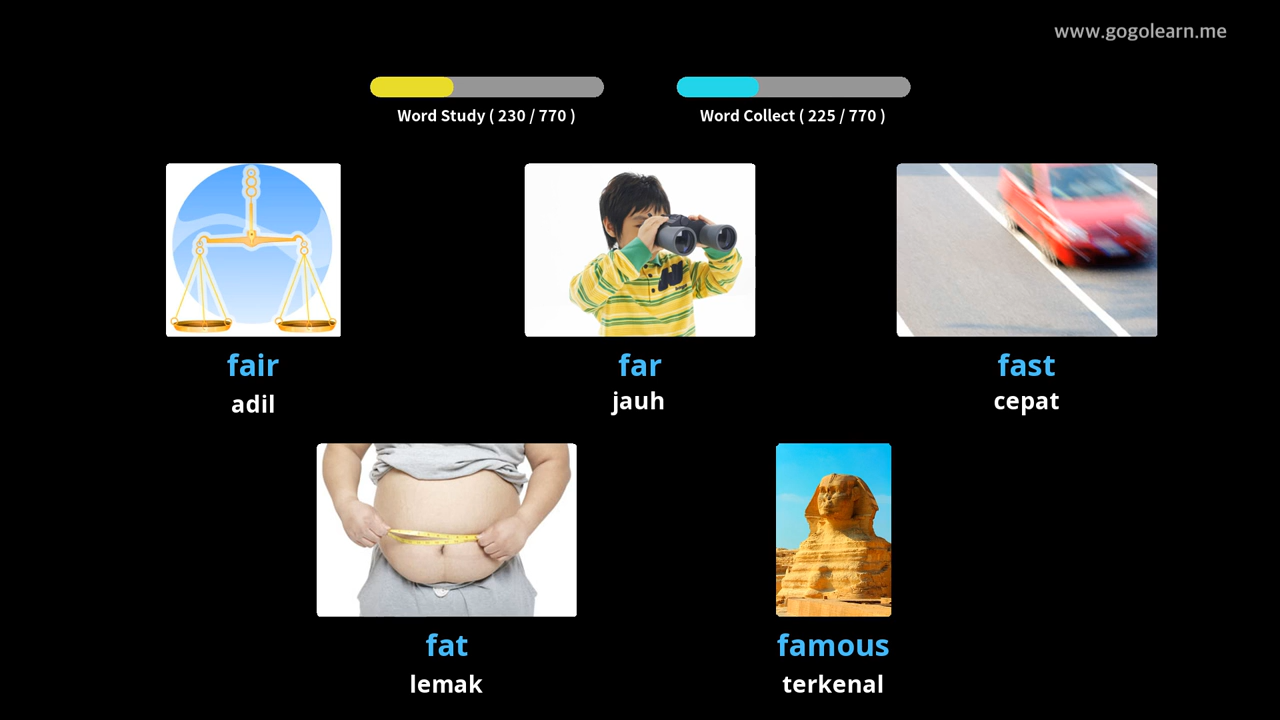 www.gogolearn.me
Word Study ( 230 / 770 )
Word Collect ( 225 / 770 )
fair
adil
far
jauh
fast
cepat
fat
lemak
famous
terkenal